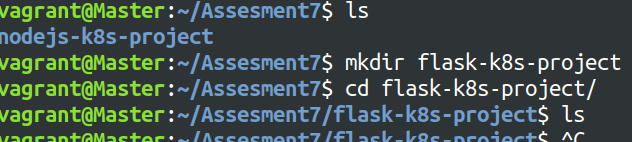 vagrant@Master:~/Assesment7$ ls
nodejs-k8s-project
vagrant@Master:~/Assesment7$ mkdir flask-k8s-project
vagrant@Master:~/Assesment7$ cd flask-k8s-project/
vagrant@Master:~/Assesment7/flask-k8s-project$ ls
vagrant@Master:~/Assesment7/flask-k8s-project$ ^C